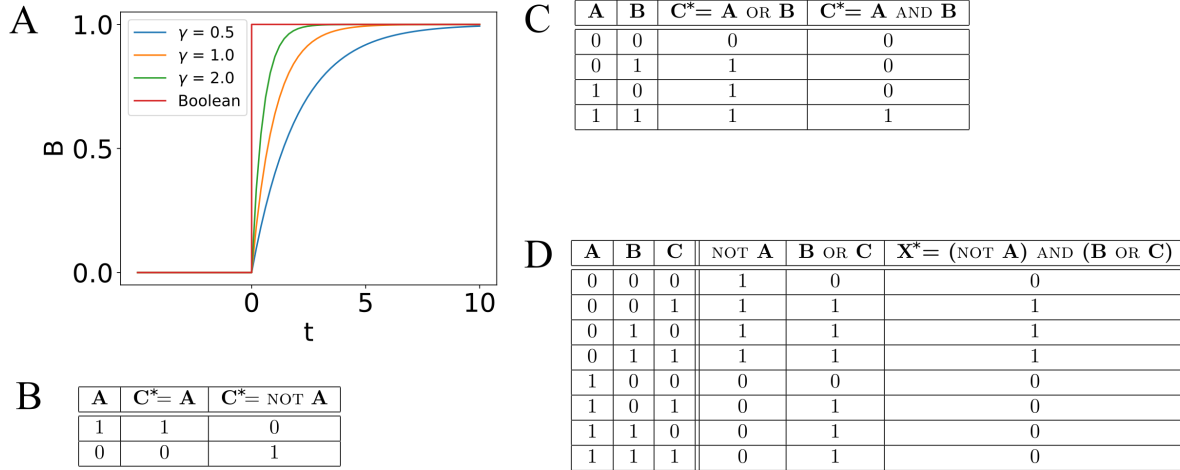 A
1.0
0.5
0.0
B
γ = 0.5
γ = 1.0
γ = 2.0
Boolean
0 5 10
t
B
A C*= A C*= NOT A
1 1 0
0 0 1
C
A B C*= A OR B C*= A AND B
0 0 0 0
0 1 1 0
1 0 1 0
1 1 1 1
D
A B C NOT A B OR C X*= (NOT A) AND (B OR C)
0 0 0 1 0 0
0 0 1 1 1 1
0 1 0 1 1 1
0 1 1 1 1 1
1 0 0 0 0 0
1 0 1 0 1 0
1 1 0 0 1 0
1 1 1 0 1 0